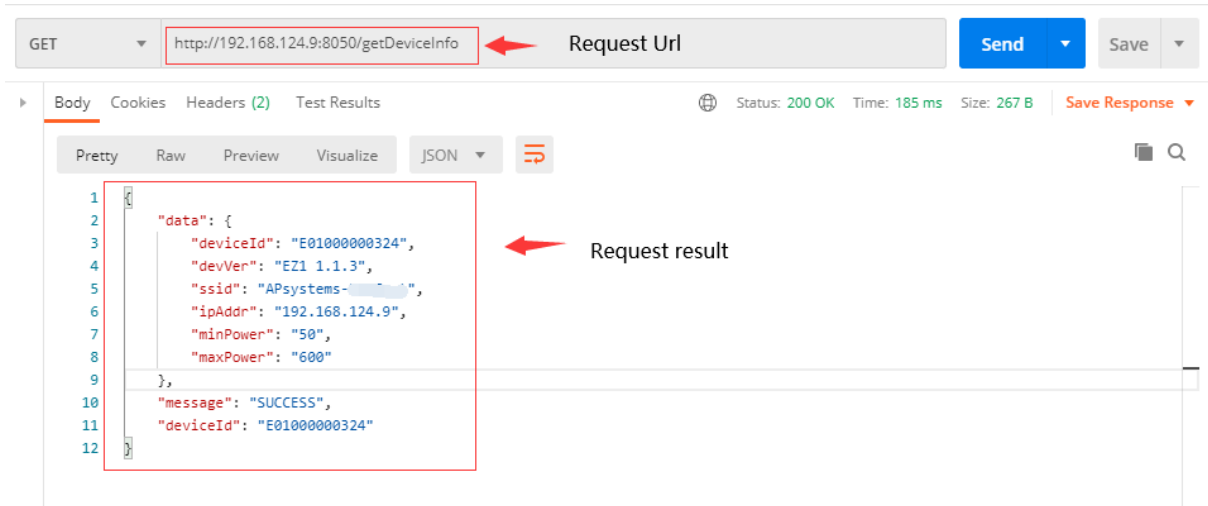 GET http://192.168.124.9:8050/getDeviceInfo Request Url Send Save
Body Cookies Headers (2) Test Results Status: 200 OK Time: 185 ms Size: 267 B Save Response
Pretty Raw Preview Visualize JSON
1 {
2 "data": {
3 "deviceId": "E01000000324",
4 "devVer": "EZ1 1.1.3",
5 "ssid": "APsystems-
6 "ipAddr": "192.168.124.9",
7 "minPower": "50",
8 "maxPower": "600"
9 },
10 "message": "SUCCESS",
11 "deviceId": "E01000000324"
12 }
Request result